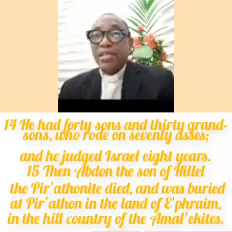 14 He had forty sons and thirty grand-
sons, who rode on seventy asses;
and he judged Israel eight years.
15 Then Abdon the son of Hillel
the Pir'athonite died, and was buried
at Pir'athon in the land of E'phraim,
in the hill country of the Amal'ekites.